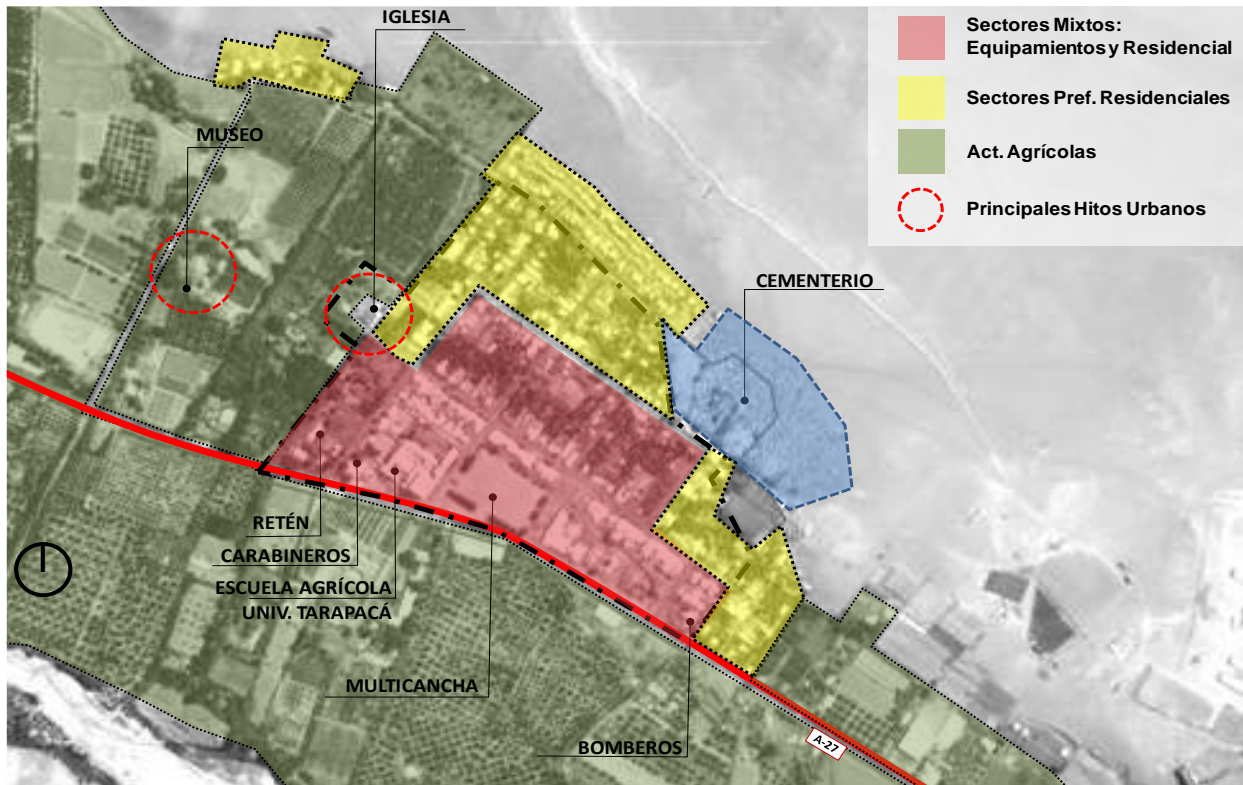 IGLESIA
Sectores Mixtos:
Equipamientos y Residencial
Sectores Pref. Residenciales
Act. Agrícolas
Principales Hitos Urbanos
MUSEO
CEMENTERIO
RETÉN
CARABINEROS
ESCUELA AGRÍCOLA
UNIV. TARAPACÁ
MULTICANCHA
BOMBEROS
A-27